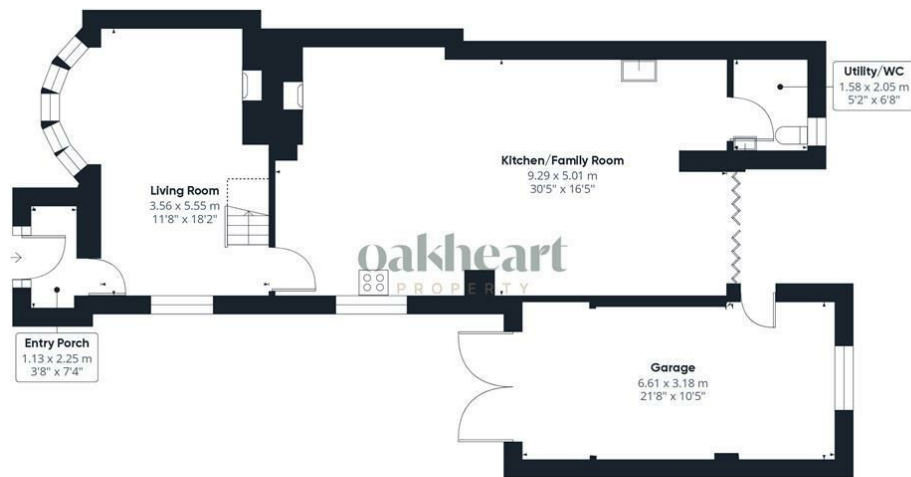 Utility/WC
1.58 x 2.05 m
5'2" x 6'8"
Kitchen/Family Room
9.29 x 5.01 m
30'5" x 16'5"
Living Room
3.56 x 5.55 m
11'8" x 18'2"
oakheart
PROPERTY
Entry Porch
1.13 x 2.25 m
3'8" x 7'4"
Garage
6.61 x 3.18 m
21'8" x 10'5"